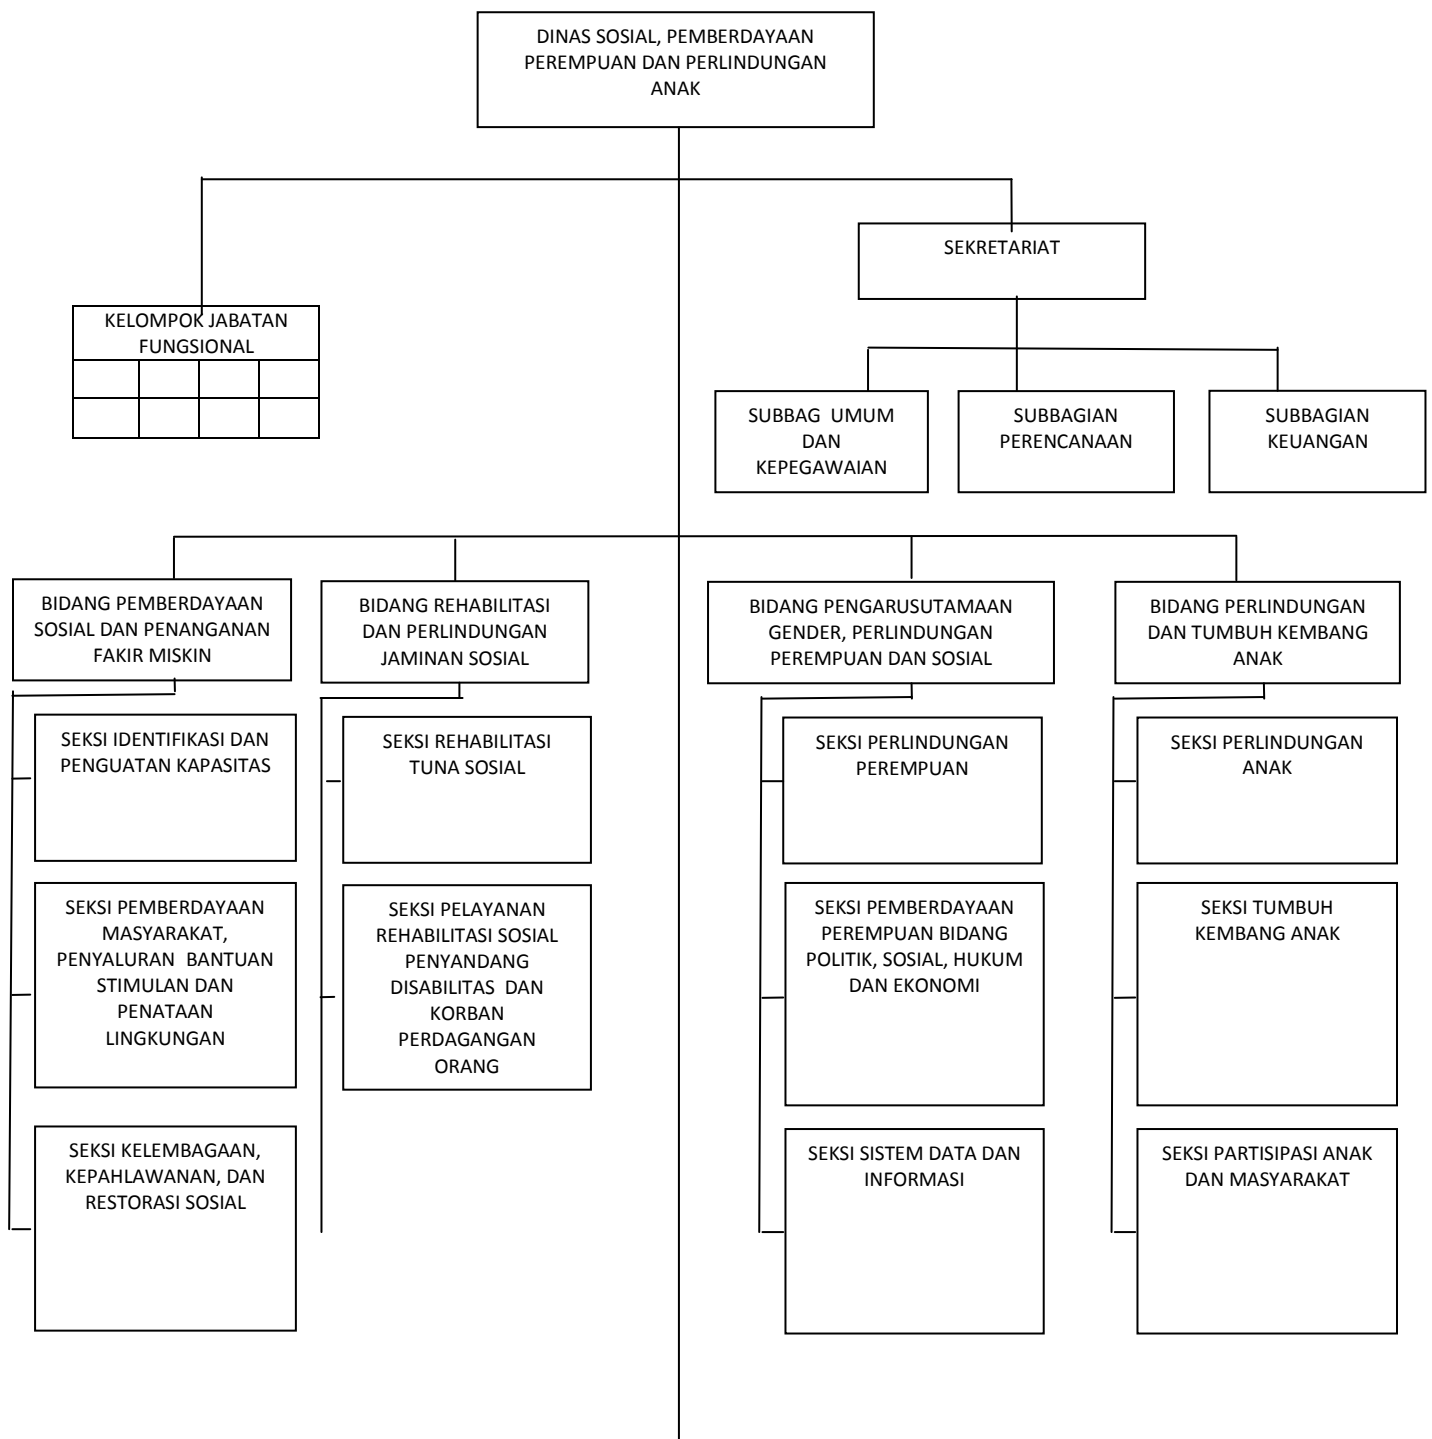 DINAS SOSIAL, PEMBERDAYAAN
PEREMPUAN DAN PERLINDUNGAN
ANAK
SEKRETARIAT
KELOMPOK JABATAN
FUNGSIONAL
SUBBAG UMUM
DAN
KEPEGAWAIAN
SUBBAGIAN
PERENCANAAN
SUBBAGIAN
KEUANGAN
BIDANG PEMBERDAYAAN
SOSIAL DAN PENANGANAN
FAKIR MISKIN
BIDANG REHABILITASI
DAN PERLINDUNGAN
JAMINAN SOSIAL
BIDANG PENGARUSUTAMAAN
GENDER, PERLINDUNGAN
PEREMPUAN DAN SOSIAL
BIDANG PERLINDUNGAN
DAN TUMBUH KEMBANG
ANAK
SEKSI IDENTIFIKASI DAN
PENGUATAN KAPASITAS
SEKSI REHABILITASI
TUNA SOSIAL
SEKSI PERLINDUNGAN
PEREMPUAN
SEKSI PERLINDUNGAN
ANAK
SEKSI PEMBERDAYAAN
MASYARAKAT,
PENYALURAN BANTUAN
STIMULAN DAN
PENATAAN
LINGKUNGAN
SEKSI PELAYANAN
REHABILITASI SOSIAL
PENYANDANG
DISABILITAS DAN
KORBAN
PERDAGANGAN
ORANG
SEKSI PEMBERDAYAAN
PEREMPUAN BIDANG
POLITIK, SOSIAL, HUKUM
DAN EKONOMI
SEKSI TUMBUH
KEMBANG ANAK
SEKSI KELEMBAGAAN,
KEPAHLAWANAN, DAN
RESTORASI SOSIAL
SEKSI SISTEM DATA DAN
INFORMASI
SEKSI PARTISIPASI ANAK
DAN MASYARAKAT